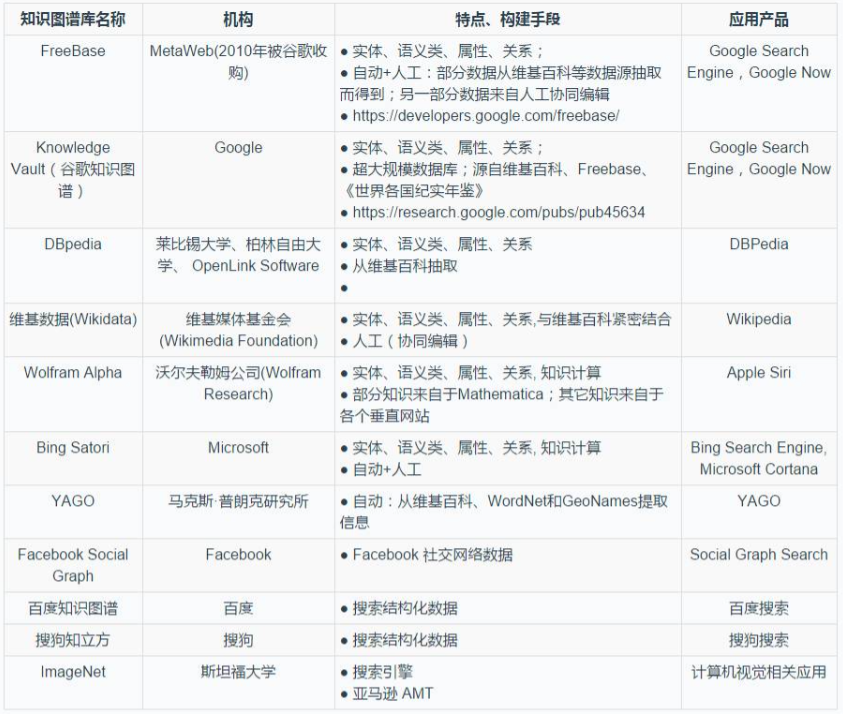 知识图谱库名称 机构 特点、构建手段 应用产品
FreeBase MetaWeb(2010年被谷歌收 ● 实体、语义类、属性、关系； Google Search
购) ● 自动+人工：部分数据从维基百科等数据源抽取 Engine，Google Now
而得到；另一部分数据来自人工协同编辑
● https://developers.google.com/freebase/
Knowledge Google ● 实体、语义类、属性、关系； Google Search
Vault（谷歌知识图 ● 超大规模数据库；源自维基百科、Freebase、 Engine，Google Now
谱） 《世界各国纪实年鉴》
● https://research.google.com/pubs/pub45634
DBpedia 莱比锡大学、柏林自由大 ● 实体、语义类、属性、关系 DBPedia
学、 OpenLink Software ● 从维基百科抽取
●
维基数据(Wikidata) 维基媒体基金会 ● 实体、语义类、属性、关系,与维基百科紧密结合 Wikipedia
(Wikimedia Foundation) ● 人工（协同编辑）
Wolfram Alpha 沃尔夫勒姆公司(Wolfram ● 实体、语义类、属性、关系, 知识计算 Apple Siri
Research) ● 部分知识来自于Mathematica；其它知识来自于
各个垂直网站
Bing Satori Microsoft ● 实体、语义类、属性、关系, 知识计算 Bing Search Engine,
● 自动+人工 Microsoft Cortana
YAGO 马克斯·普朗克研究所 ● 自动：从维基百科、WordNet和GeoNames提取 YAGO
信息
Facebook Social Facebook ● Facebook 社交网络数据 Social Graph Search
Graph
百度知识图谱 百度 ● 搜索结构化数据 百度搜索
搜狗知立方 搜狗 ● 搜索结构化数据 搜狗搜索
ImageNet 斯坦福大学 ● 搜索引擎 计算机视觉相关应用
● 亚马逊 AMT